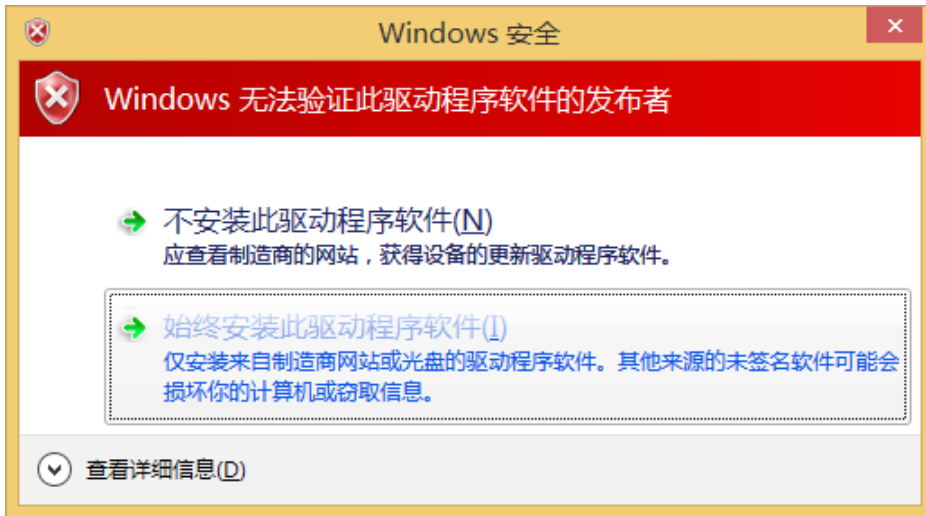 Windows 安全
Windows 无法验证此驱动程序软件的发布者
不安装此驱动程序软件(N)
应查看制造商的网站，获得设备的更新驱动程序软件。
始终安装此驱动程序软件(I)
仅安装来自制造商网站或光盘的驱动程序软件。其他来源的未签名软件可能会
损坏你的计算机或窃取信息。
查看详细信息(D)